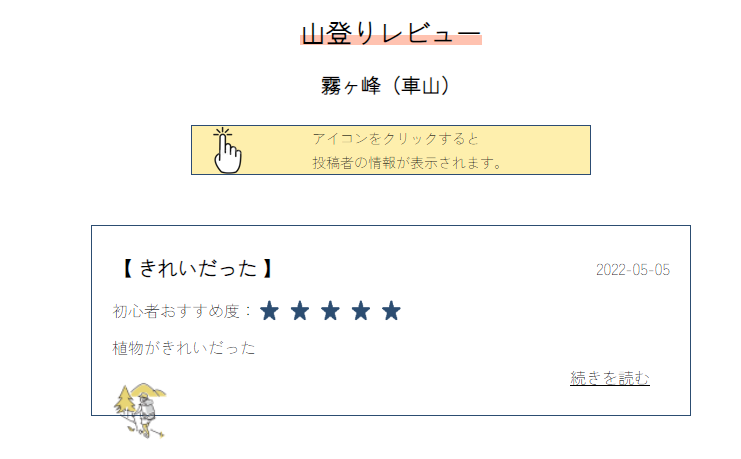 山登りレビュー
霧ヶ峰（車山）
アイコンをクリックすると
投稿者の情報が表示されます。
【 きれいだった 】 2022-05-05
初心者おすすめ度：★ ★ ★ ★ ★
植物がきれいだった
続きを読む